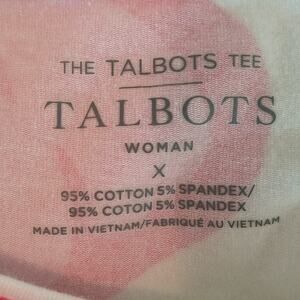 THE TALBOTS TEE
TALBOTS
WOMAN
X
95% COTTON 5% SPANDEX/
95% COTON 5% SPANDEX
MADE IN VIETNAM/FABRIQUÉ AU VIETNAM